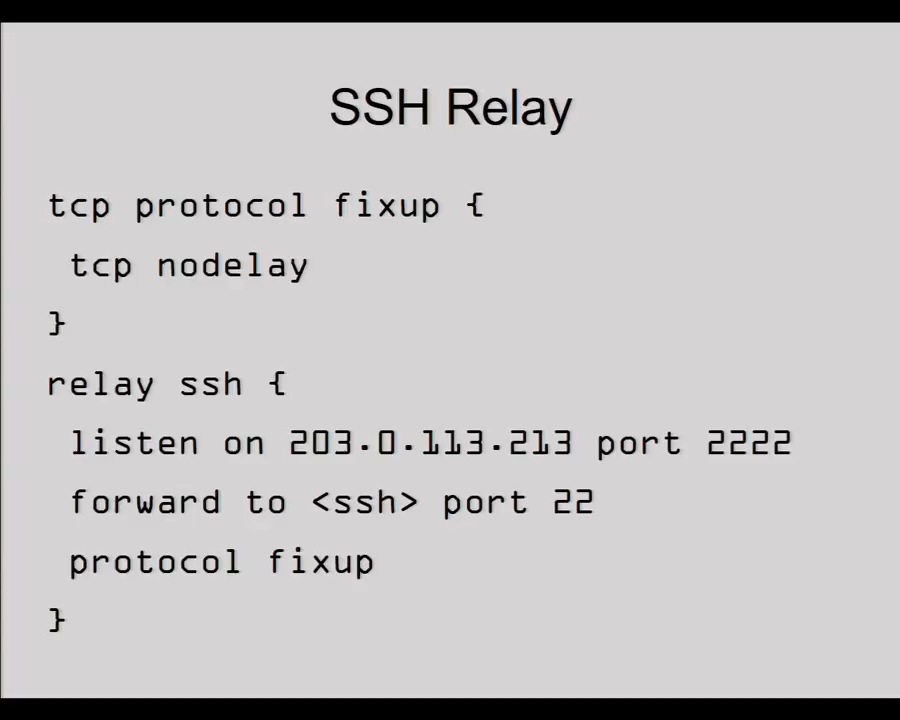 SSH Relay
tcp protocol fixup {
tcp nodelay
}
relay ssh {
listen on 203.0.113.213 port 2222
forward to <ssh> port 22
protocol fixup
}